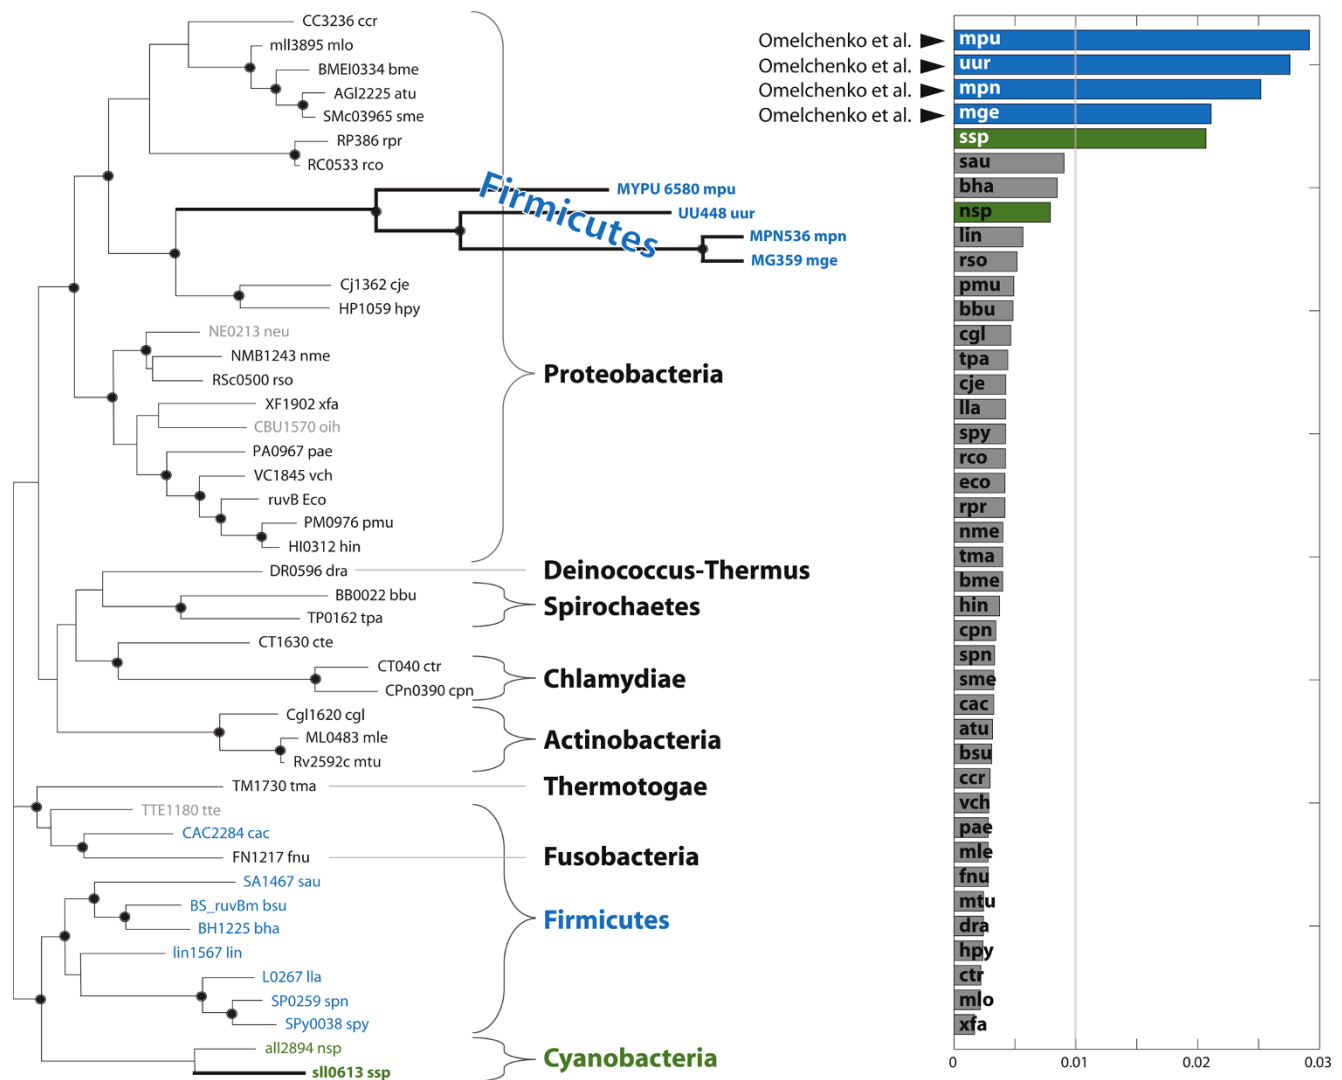 CC3236 ccr
mll3895 mlo
BMEI0334 bme
AGl2225 atu
SMc03965 sme
RP386 rpr
RC0533 rco
MYPU 6580 mpu
UU448 uur
MPN536 mpn
MG359 mge
Firmicutes
Cj1362 cje
HP1059 hpy
NE0213 neu
NMB1243 nme
RSc0500 rso
XF1902 xfa
CBU1570 oih
PA0967 pae
VC1845 vch
ruvB Eco
PM0976 pmu
HI0312 hin
DR0596 dra
BB0022 bbu
TP0162 tpa
CT1630 cte
CT040 ctr
CPn0390 cpn
Cgl1620 cgl
ML0483 mle
Rv2592c mtu
TM1730 tma
TTE1180 tte
CAC2284 cac
FN1217 fnu
SA1467 sau
BS_ruvBm bsu
BH1225 bha
lin1567 lin
L0267 lla
SP0259 spn
SPy0038 spy
all2894 nsp
sll0613 ssp
Proteobacteria
Deinococcus-Thermus
Spirochaetes
Chlamydiae
Actinobacteria
Thermotogae
Fusobacteria
Firmicutes
Cyanobacteria
Omelchenko et al.
Omelchenko et al.
Omelchenko et al.
Omelchenko et al.
mpu
uur
mpn
mge
ssp
sau
bha
nsp
lin
rso
pmu
bbu
cgl
tpa
cje
lla
spy
rco
eco
rpr
nme
tma
bme
hin
cpn
spn
sme
cac
atu
bsu
ccr
vch
pae
mle
fnu
mtu
dra
hpy
ctr
mlo
xfa
0 0.01 0.02 0.03